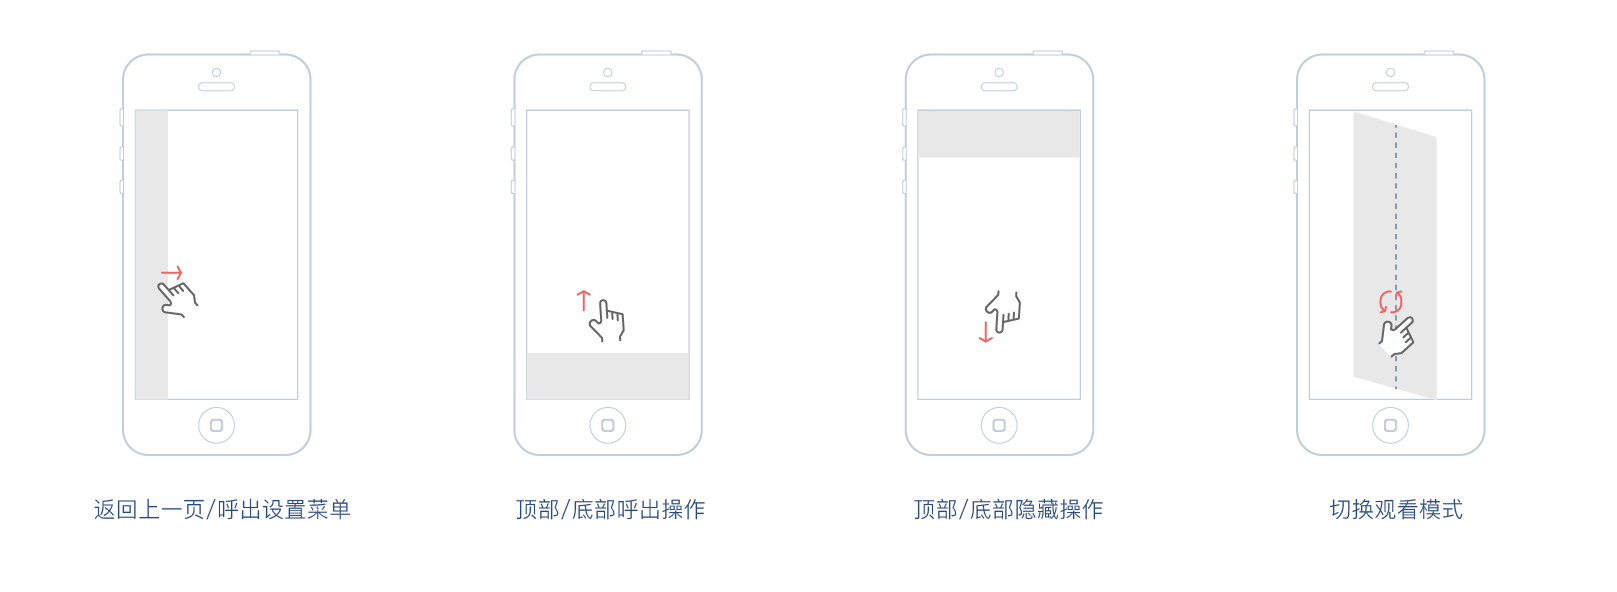 返回上一页/呼出设置菜单
顶部/底部呼出操作
顶部/底部隐藏操作
切换观看模式